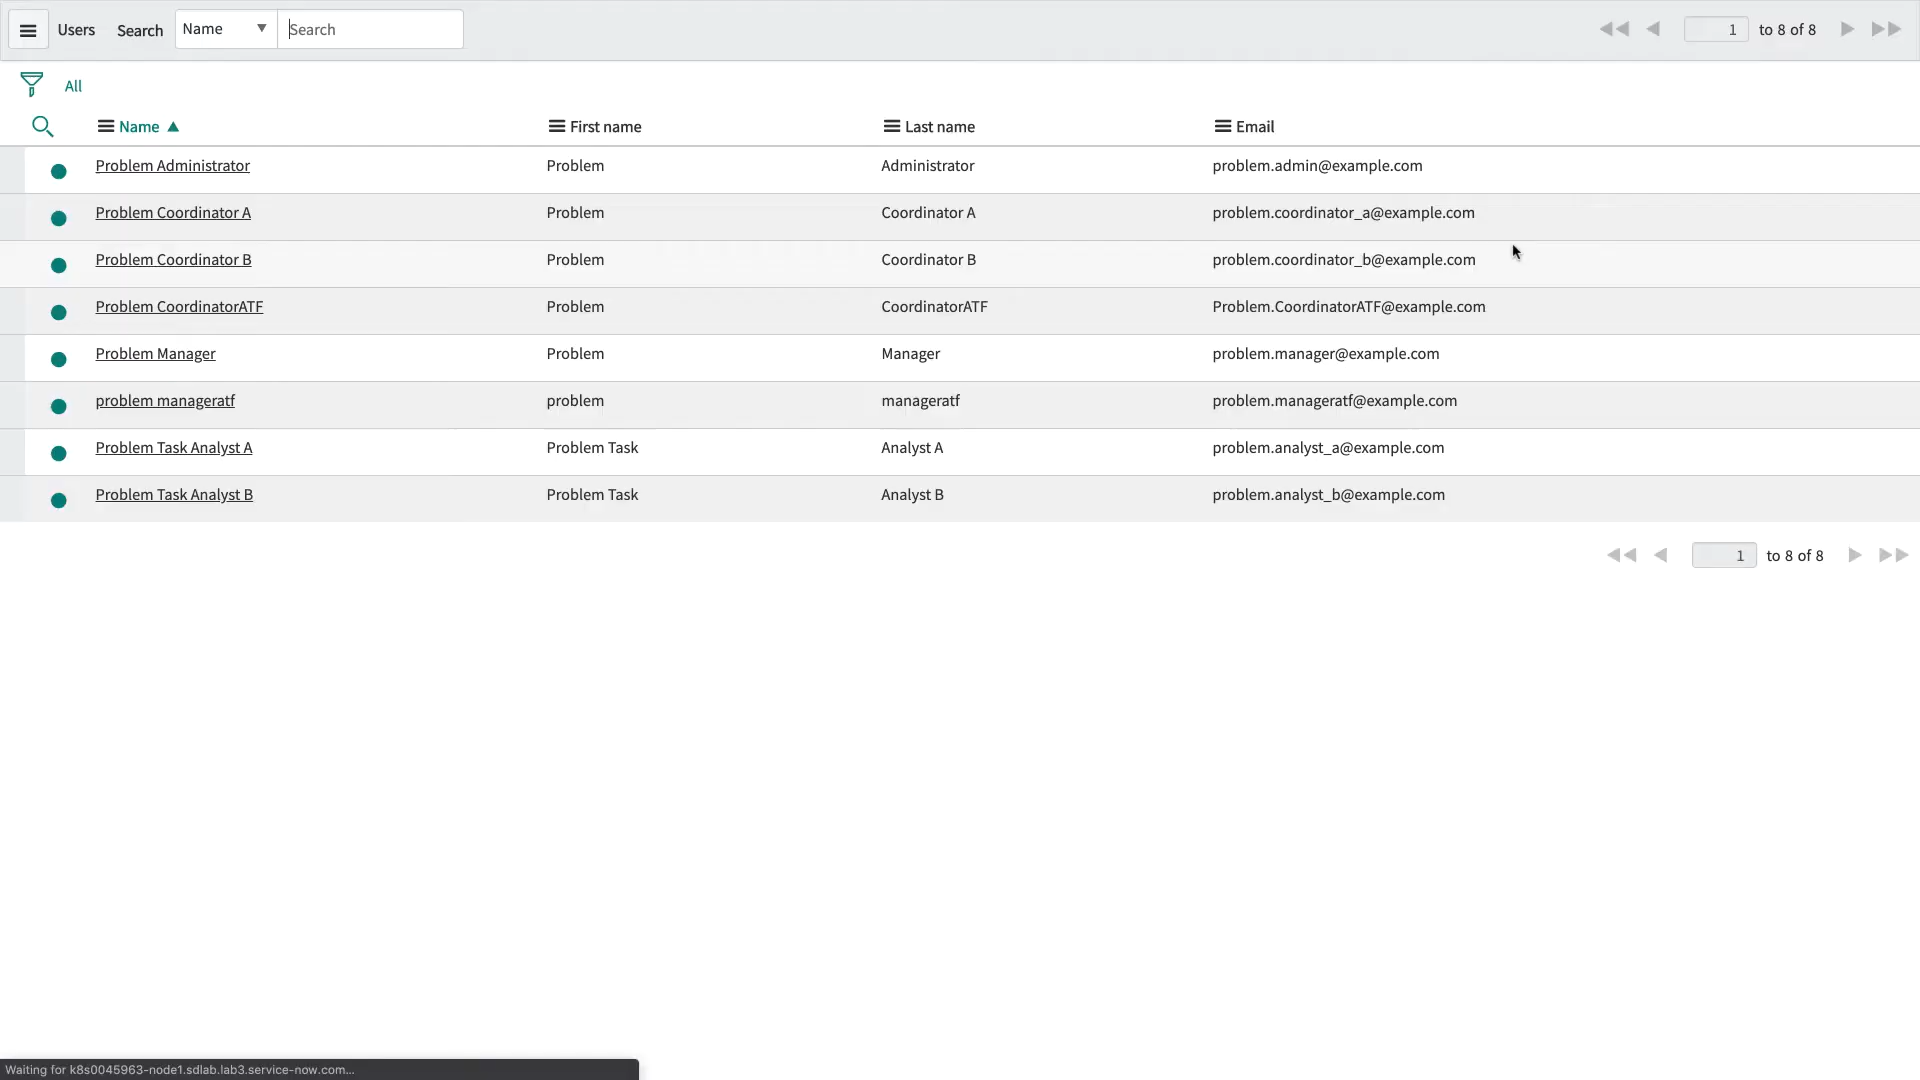 Users Search Name Search 1 to 8 of 8
All
Name First name Last name Email
Problem Administrator Problem Administrator problem.admin@example.com
Problem Coordinator A Problem Coordinator A problem.coordinator_a@example.com
Problem Coordinator B Problem Coordinator B problem.coordinator_b@example.com
Problem CoordinatorATF Problem CoordinatorATF Problem.CoordinatorATF@example.com
Problem Manager Problem Manager problem.manager@example.com
problem manageratf problem manageratf problem.manageratf@example.com
Problem Task Analyst A Problem Task Analyst A problem.analyst_a@example.com
Problem Task Analyst B Problem Task Analyst B problem.analyst_b@example.com
1 to 8 of 8
Waiting for k8s0045963-node1.sdlab.lab3.service-now.com...